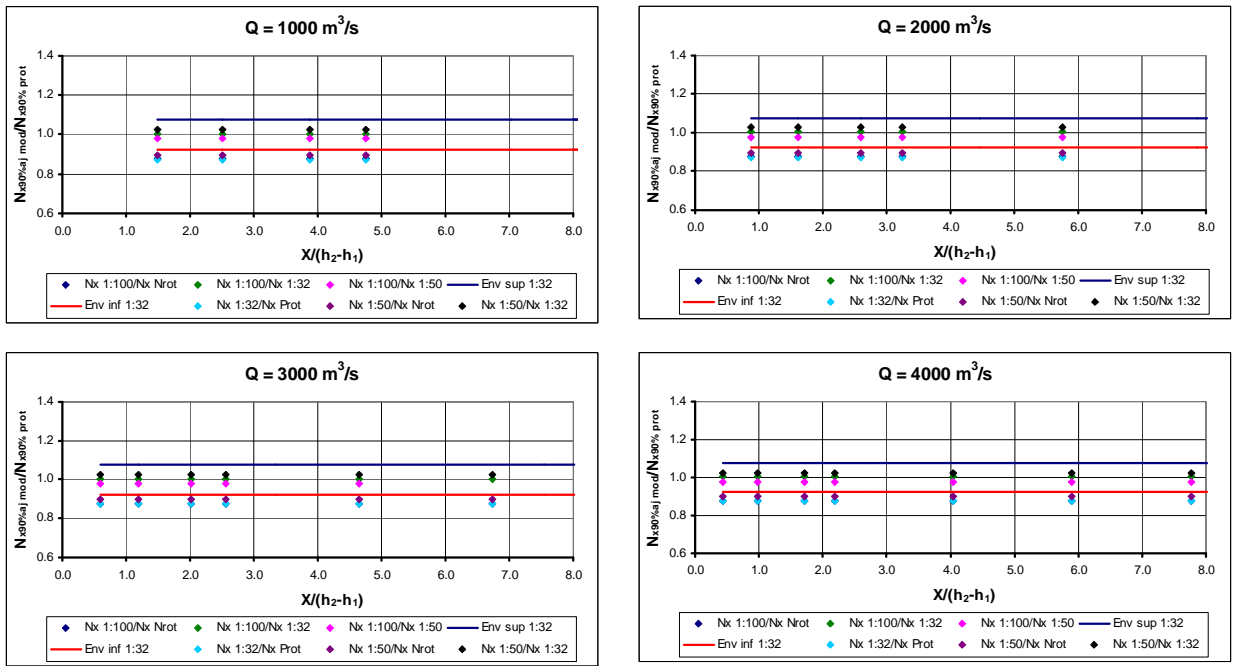 Q = 1000 m³/s
Nx90%aj mod/Nx90% prot
1.4
1.2
1.0
0.8
0.6
0.0 1.0 2.0 3.0 4.0 5.0 6.0 7.0 8.0
X/(h₂-h₁)
Nx 1:100/Nx Nrot Nx 1:100/Nx 1:32 Nx 1:100/Nx 1:50 Env sup 1:32
Env inf 1:32 Nx 1:32/Nx Prot Nx 1:50/Nx Nrot Nx 1:50/Nx 1:32
Q = 2000 m³/s
Nx90%aj mod/Nx90% prot
1.4
1.2
1.0
0.8
0.6
0.0 1.0 2.0 3.0 4.0 5.0 6.0 7.0 8.0
X/(h₂-h₁)
Nx 1:100/Nx Nrot Nx 1:100/Nx 1:32 Nx 1:100/Nx 1:50 Env sup 1:32
Env inf 1:32 Nx 1:32/Nx Prot Nx 1:50/Nx Nrot Nx 1:50/Nx 1:32
Q = 3000 m³/s
Nx90%aj mod/Nx90% prot
1.4
1.2
1.0
0.8
0.6
0.0 1.0 2.0 3.0 4.0 5.0 6.0 7.0 8.0
X/(h₂-h₁)
Nx 1:100/Nx Nrot Nx 1:100/Nx 1:32 Nx 1:100/Nx 1:50 Env sup 1:32
Env inf 1:32 Nx 1:32/Nx Prot Nx 1:50/Nx Nrot Nx 1:50/Nx 1:32
Q = 4000 m³/s
Nx90%aj mod/Nx90% prot
1.4
1.2
1.0
0.8
0.6
0.0 1.0 2.0 3.0 4.0 5.0 6.0 7.0 8.0
X/(h₂-h₁)
Nx 1:100/Nx Nrot Nx 1:100/Nx 1:32 Nx 1:100/Nx 1:50 Env sup 1:32
Env inf 1:32 Nx 1:32/Nx Prot Nx 1:50/Nx Nrot Nx 1:50/Nx 1:32